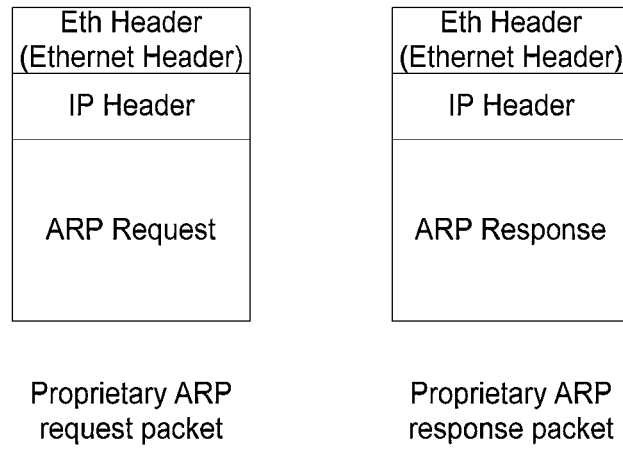 Eth Header
(Ethernet Header)
IP Header
ARP Request
Proprietary ARP
request packet
Eth Header
(Ethernet Header)
IP Header
ARP Response
Proprietary ARP
response packet